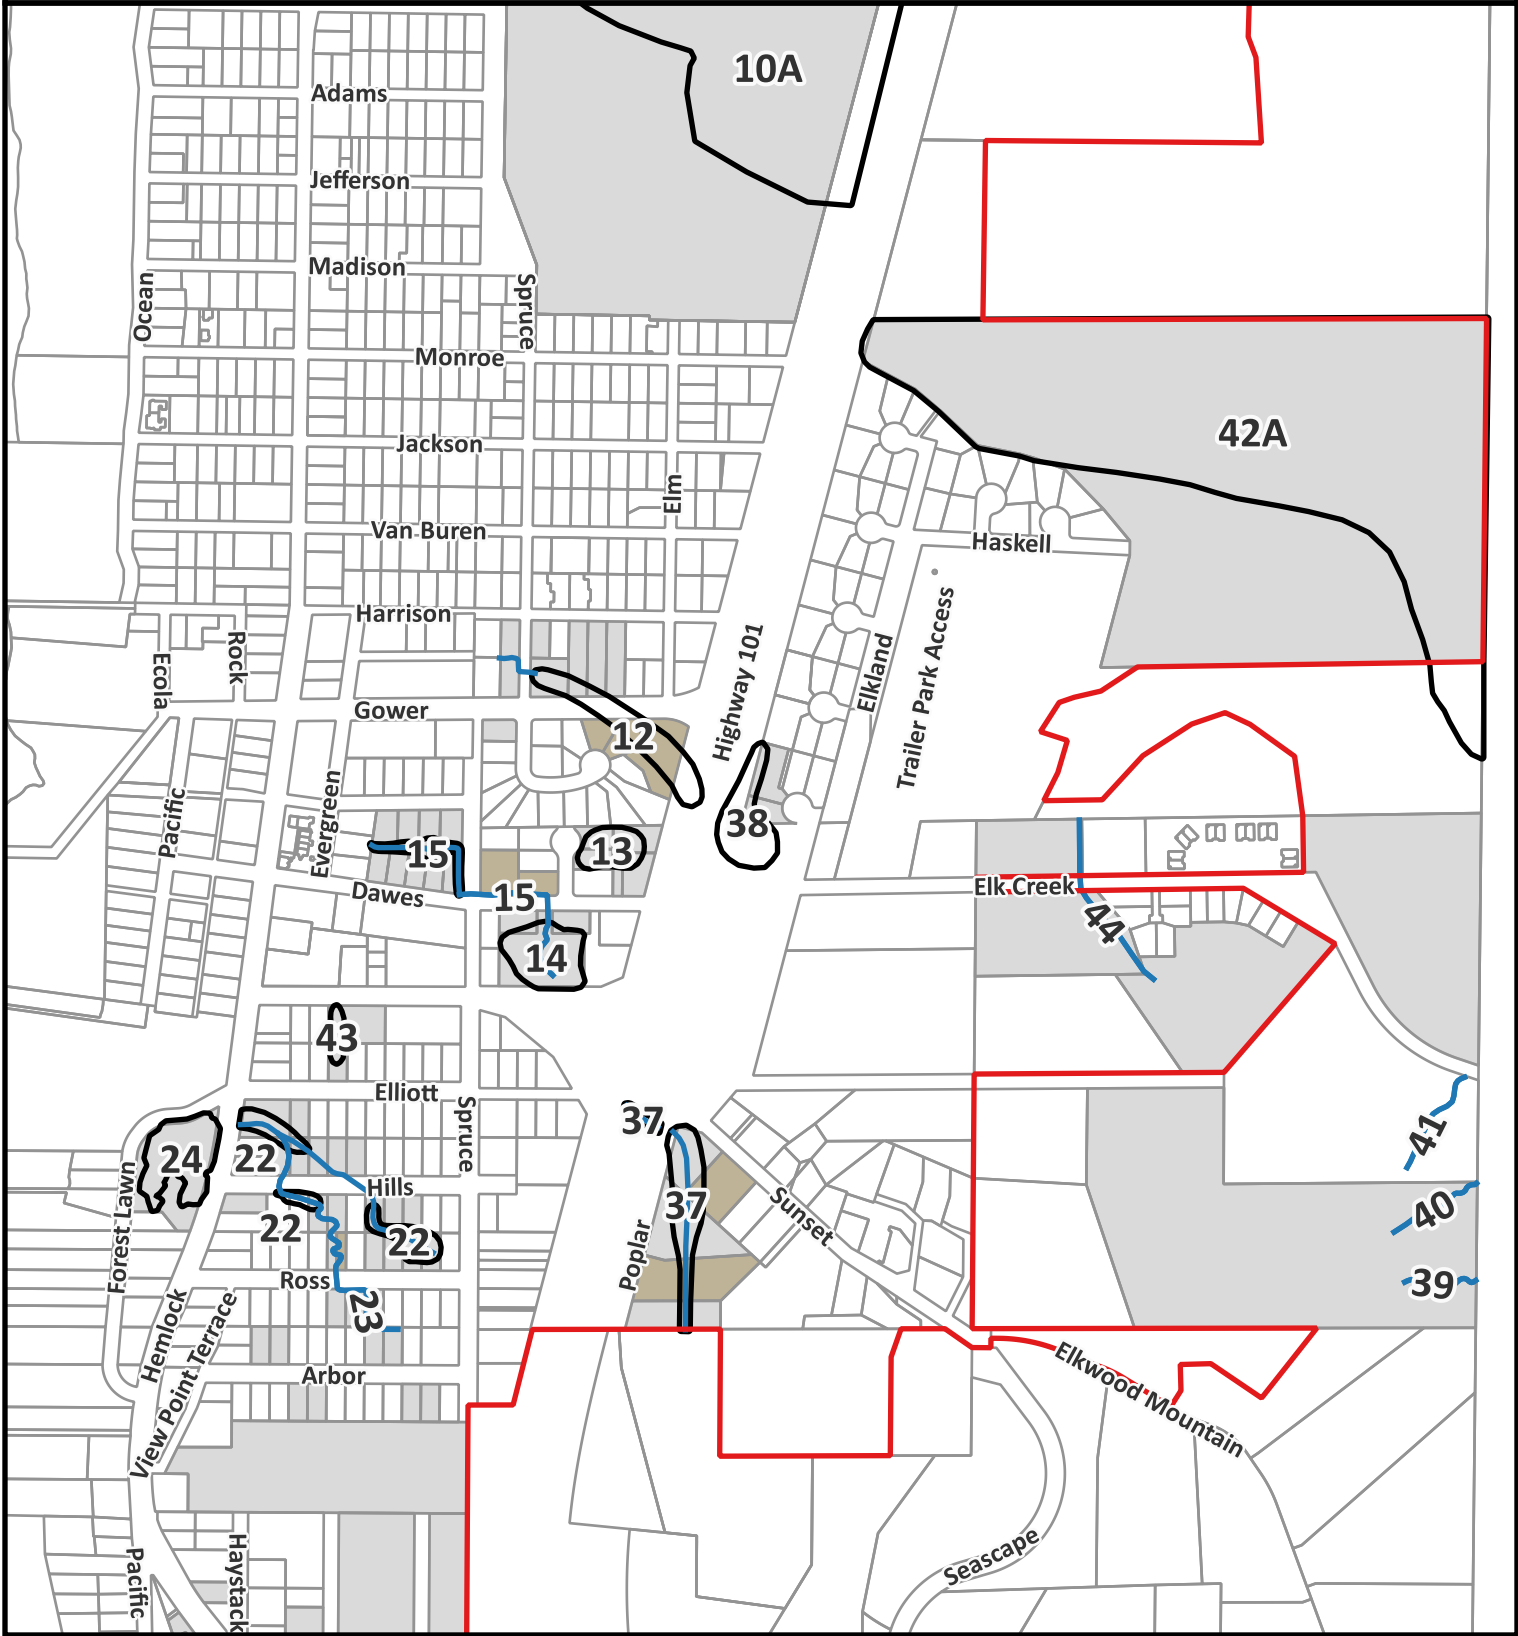 10A
Adams
Jefferson
Madison
Ocean
Spruce
Monroe
42A
Jackson
Elm
Van Buren
Haskell
Harrison
Trailer Park Access
Rock
Ecola
Highway 101
Elkland
Gower
12
Pacific
Evergreen
38
15
13
Dawes
15
Elk Creek
44
14
43
Elliott
Spruce
37
41
24
22
Hills
Forest Lawn
37
Sunset
40
22
22
Poplar
Ross
39
23
Hemlock
View Point Terrace
Arbor
Elkwood Mountain
Seascape
Pacific
Haystack